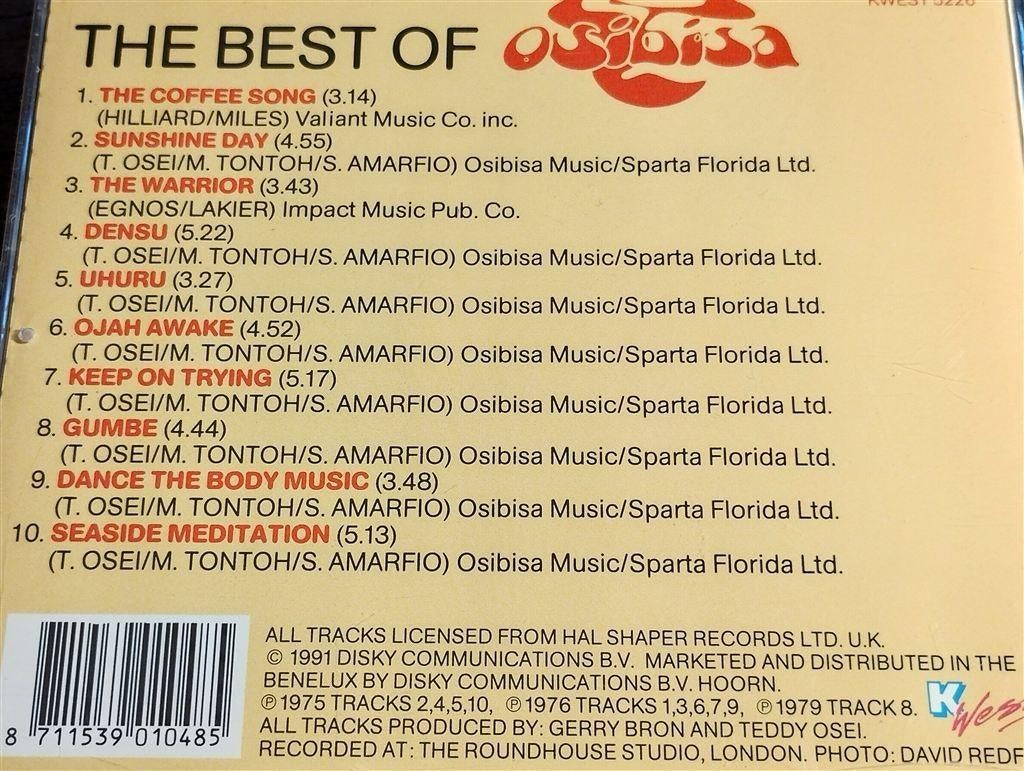 KWEST 5226
THE BEST OF OSIBISA
1. THE COFFEE SONG (3.14)
(HILLIARD/MILES) Valiant Music Co. inc.
2. SUNSHINE DAY (4.55)
(T. OSEI/M. TONTOH/S. AMARFIO) Osibisa Music/Sparta Florida Ltd.
3. THE WARRIOR (3.43)
(EGNOS/LAKIER) Impact Music Pub. Co.
4. DENSU (5.22)
(T. OSEI/M. TONTOH/S. AMARFIO) Osibisa Music/Sparta Florida Ltd.
5. UHURU (3.27)
(T. OSEI/M. TONTOH/S. AMARFIO) Osibisa Music/Sparta Florida Ltd.
6. OJAH AWAKE (4.52)
(T. OSEI/M. TONTOH/S. AMARFIO) Osibisa Music/Sparta Florida Ltd.
7. KEEP ON TRYING (5.17)
(T. OSEI/M. TONTOH/S. AMARFIO) Osibisa Music/Sparta Florida Ltd.
8. GUMBE (4.44)
(T. OSEI/M. TONTOH/S. AMARFIO) Osibisa Music/Sparta Florida Ltd.
9. DANCE THE BODY MUSIC (3.48)
(T. OSEI/M. TONTOH/S. AMARFIO) Osibisa Music/Sparta Florida Ltd.
10. SEASIDE MEDITATION (5.13)
(T. OSEI/M. TONTOH/S. AMARFIO) Osibisa Music/Sparta Florida Ltd.
ALL TRACKS LICENSED FROM HAL SHAPER RECORDS LTD. U.K.
© 1991 DISKY COMMUNICATIONS B.V. MARKETED AND DISTRIBUTED IN THE
BENELUX BY DISKY COMMUNICATIONS B.V. HOORN.
℗ 1975 TRACKS 2,4,5,10, ℗ 1976 TRACKS 1,3,6,7,9, ℗ 1979 TRACK 8.
ALL TRACKS PRODUCED BY: GERRY BRON AND TEDDY OSEI.
RECORDED AT: THE ROUNDHOUSE STUDIO, LONDON. PHOTO: DAVID REDF
K West
8 711539 010485